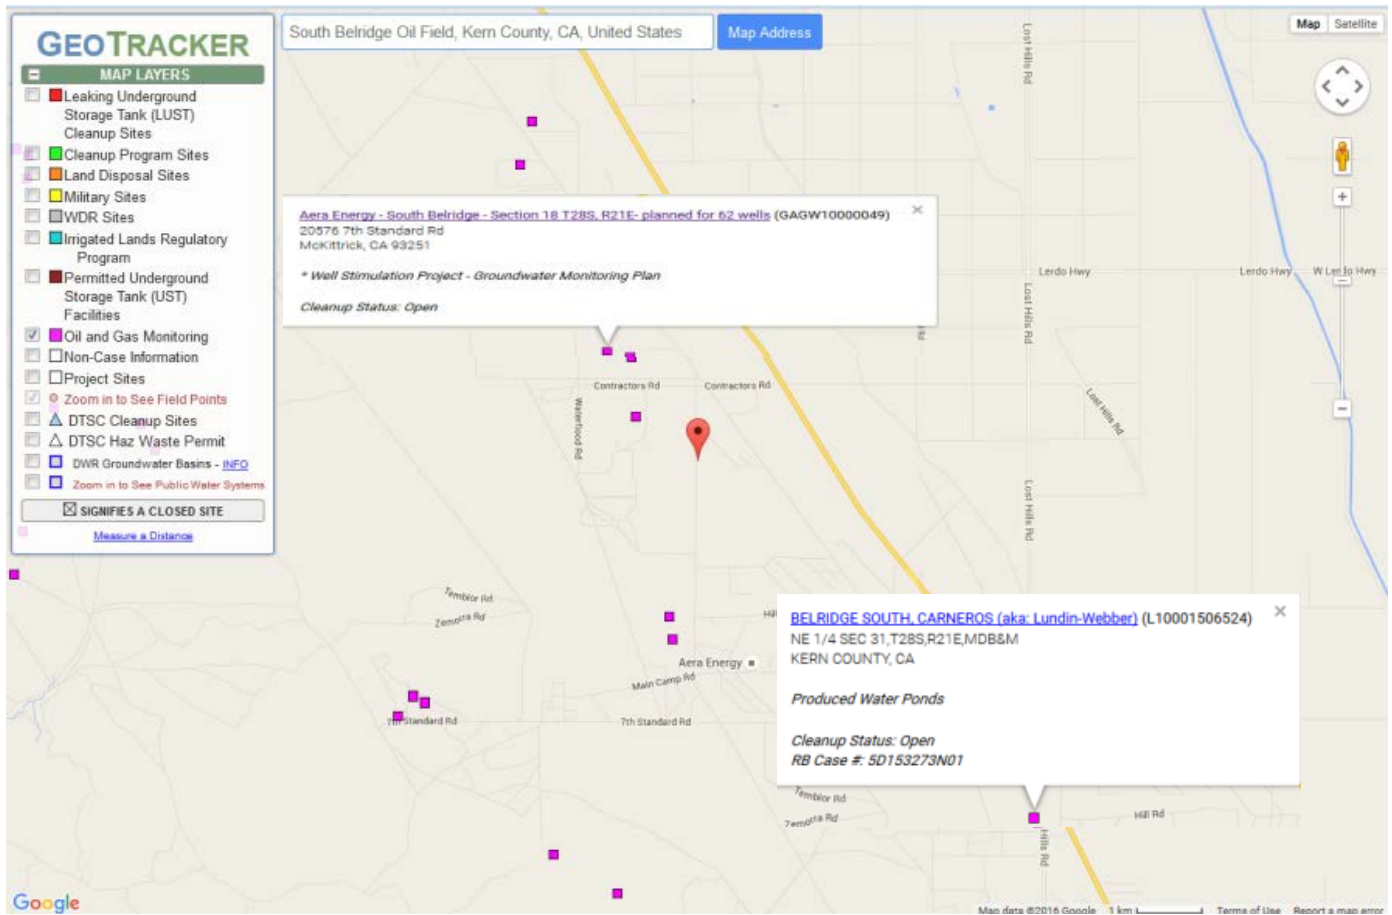 GEOTRACKER
MAP LAYERS
Leaking Underground
Storage Tank (LUST)
Cleanup Sites
Cleanup Program Sites
Land Disposal Sites
Military Sites
WDR Sites
Irrigated Lands Regulatory
Program
Permitted Underground
Storage Tank (UST)
Facilities
Oil and Gas Monitoring
Non-Case Information
Project Sites
Zoom in to See Field Points
DTSC Cleanup Sites
DTSC Haz Waste Permit
DWR Groundwater Basins - INFO
Zoom in to See Public Water Systems
SIGNIFIES A CLOSED SITE
Measure a Distance
South Belridge Oil Field, Kern County, CA, United States
Map Address
Map Satellite
Lost Hills Rd
Aera Energy - South Belridge - Section 18 T28S, R21E- planned for 62 wells (GAGW10000049)
20576 7th Standard Rd
McKittrick, CA 93251
* Well Stimulation Project - Groundwater Monitoring Plan
Cleanup Status: Open
Lerdo Hwy
Lerdo Hwy
W Lerdo Hwy
Lost Hills Rd
Rd
Contractors Rd
Contractors Rd
Waterflood Rd
Lost Hills Rd
Lost Hills Rd
Temblor Rd
Zemorra Rd
Hil
Aera Energy
Main Camp Rd
7th Standard Rd
7th Standard Rd
BELRIDGE SOUTH, CARNEROS (aka: Lundin-Webber) (L10001506524)
NE 1/4 SEC 31,T28S,R21E,MDB&M
KERN COUNTY, CA
Produced Water Ponds
Cleanup Status: Open
RB Case #: 5D153273N01
Temblor Rd
Zemorra Rd
Hill Rd
Hills Rd
Google
Map data ©2016 Google
1 km
Terms of Use
Report a map error